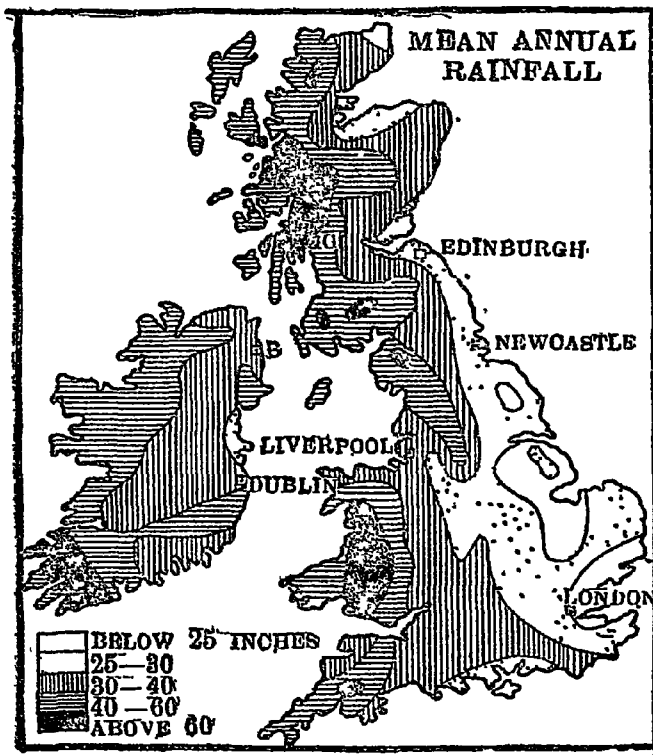 MEAN ANNUAL
RAINFALL
EDINBURGH
NEWCASTLE
LIVERPOOL
DUBLIN
LONDON
BELOW 25 INCHES
25—30
30—40
40—60
ABOVE 60